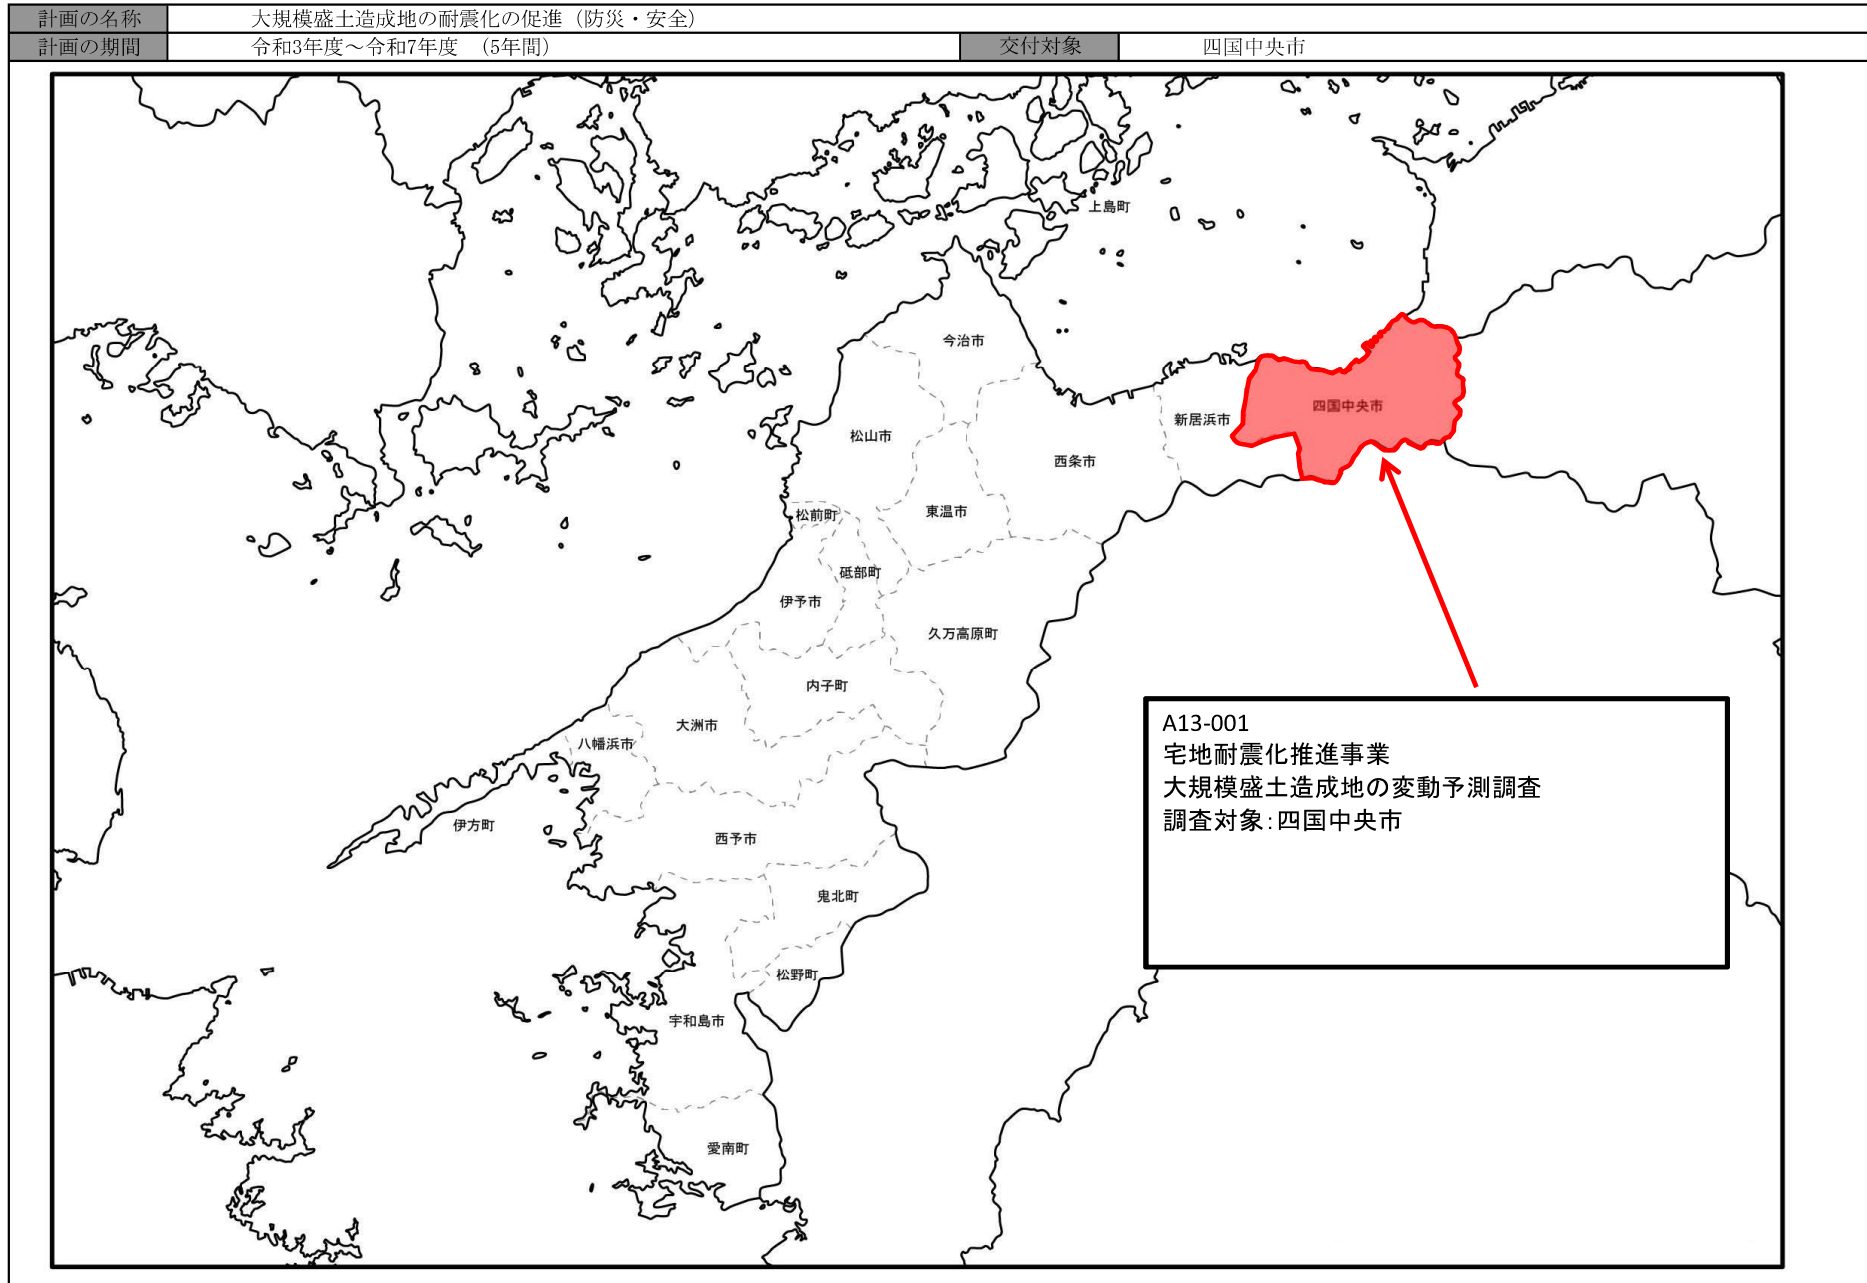 計画の名称 大規模盛土造成地の耐震化の促進（防災・安全）
計画の期間 令和3年度～令和7年度 （5年間） 交付対象 四国中央市
上島町
今治市
四国中央市
新居浜市
松山市
西条市
松前町
東温市
砥部町
伊予市
久万高原町
内子町
大洲市
八幡浜市
伊方町
西予市
鬼北町
松野町
宇和島市
愛南町
A13-001
宅地耐震化推進事業
大規模盛土造成地の変動予測調査
調査対象：四国中央市